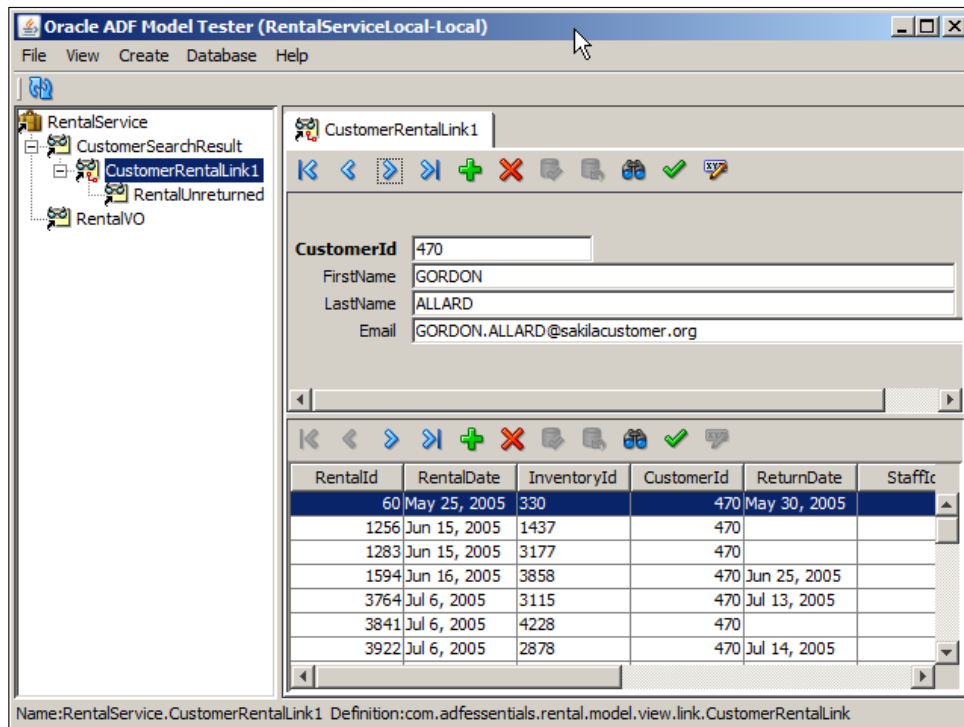 Oracle ADF Model Tester (RentalServiceLocal-Local)
File View Create Database Help
RentalService
CustomerSearchResult
CustomerRentalLink1
RentalUnreturned
RentalVO
CustomerRentalLink1
CustomerId 470
FirstName GORDON
LastName ALLARD
Email GORDON.ALLARD@sakilacustomer.org
RentalId RentalDate InventoryId CustomerId ReturnDate StaffId
60 May 25, 2005 330 470 May 30, 2005
1256 Jun 15, 2005 1437 470
1283 Jun 15, 2005 3177 470
1594 Jun 16, 2005 3858 470 Jun 25, 2005
3764 Jul 6, 2005 3115 470 Jul 13, 2005
3841 Jul 6, 2005 4228 470
3922 Jul 6, 2005 2878 470 Jul 14, 2005
Name:RentalService.CustomerRentalLink1 Definition:com.adfessentials.rental.model.view.link.CustomerRentalLink